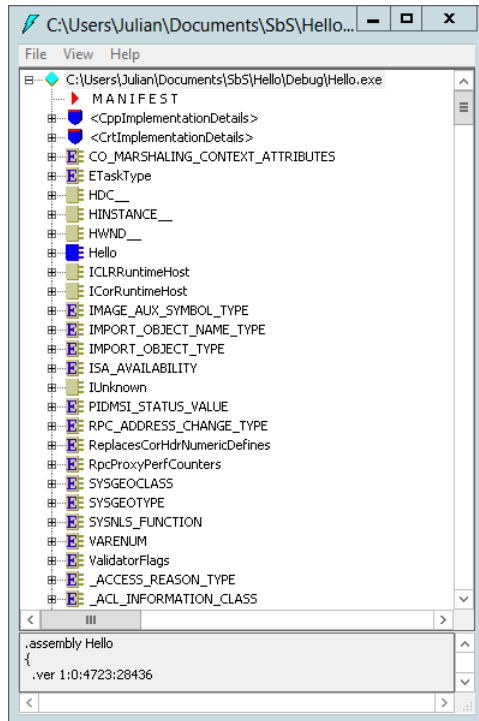 C:\Users\Julian\Documents\SbS\Hello...
File View Help
C:\Users\Julian\Documents\SbS\Hello\Debug\Hello.exe
M A N I F E S T
<CppImplementationDetails>
<CrtImplementationDetails>
E CO_MARSHALING_CONTEXT_ATTRIBUTES
E ETaskType
HDC__
HINSTANCE__
HWND__
Hello
ICLRRuntimeHost
ICorRuntimeHost
E IMAGE_AUX_SYMBOL_TYPE
E IMPORT_OBJECT_NAME_TYPE
E IMPORT_OBJECT_TYPE
E ISA_AVAILABILITY
IUnknown
E PIDMSI_STATUS_VALUE
E RPC_ADDRESS_CHANGE_TYPE
E ReplacesCorHdrNumericDefines
E RpcProxyPerfCounters
E SYSGEOCLASS
E SYSGEOTYPE
E SYSNLS_FUNCTION
E VARENUM
E ValidatorFlags
E _ACCESS_REASON_TYPE
E _ACL_INFORMATION_CLASS
.assembly Hello
{
.ver 1:0:4723:28436